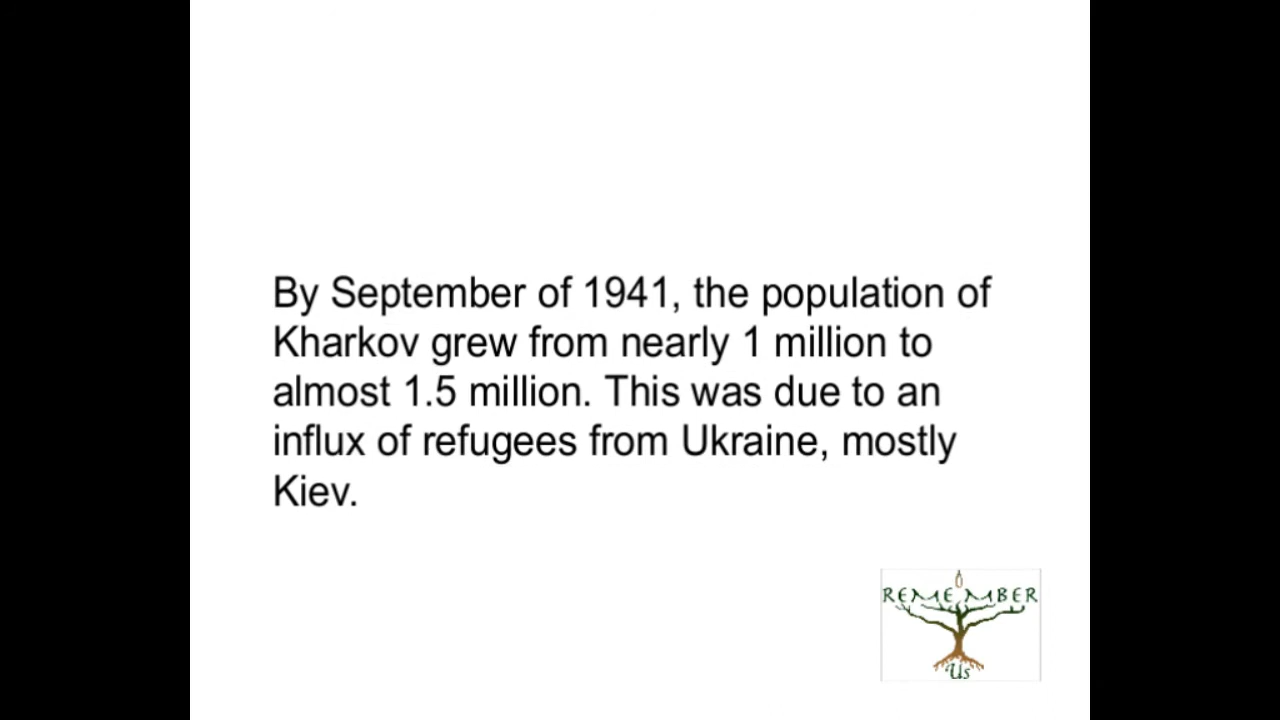 By September of 1941, the population of
Kharkov grew from nearly 1 million to
almost 1.5 million. This was due to an
influx of refugees from Ukraine, mostly
Kiev.
REMEMBER
Us